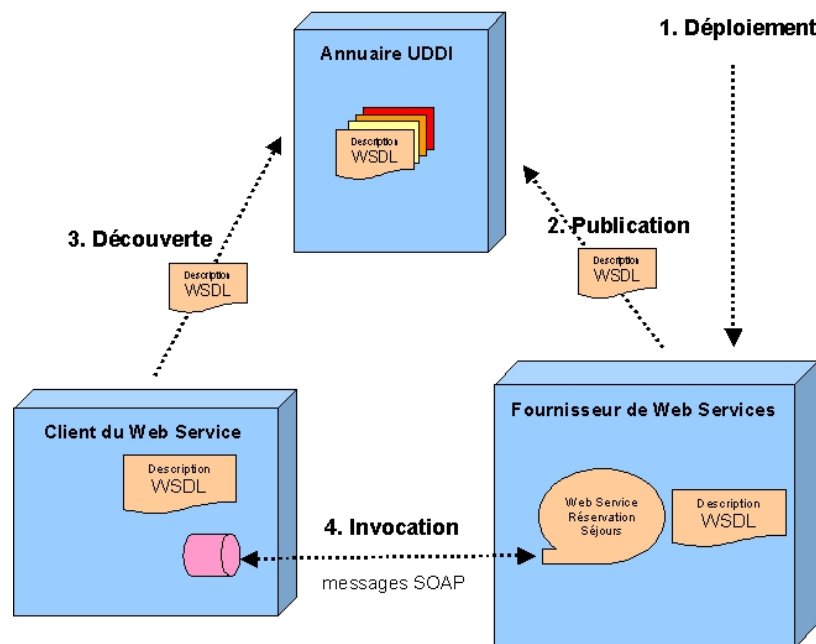 1. Déploiement
Annuaire UDDI
Description
WSDL
3. Découverte
2. Publication
Description
WSDL
Description
WSDL
Client du Web Service
Fournisseur de Web Services
Description
WSDL
Web Service
Réservation
Séjours
Description
WSDL
4. Invocation
messages SOAP